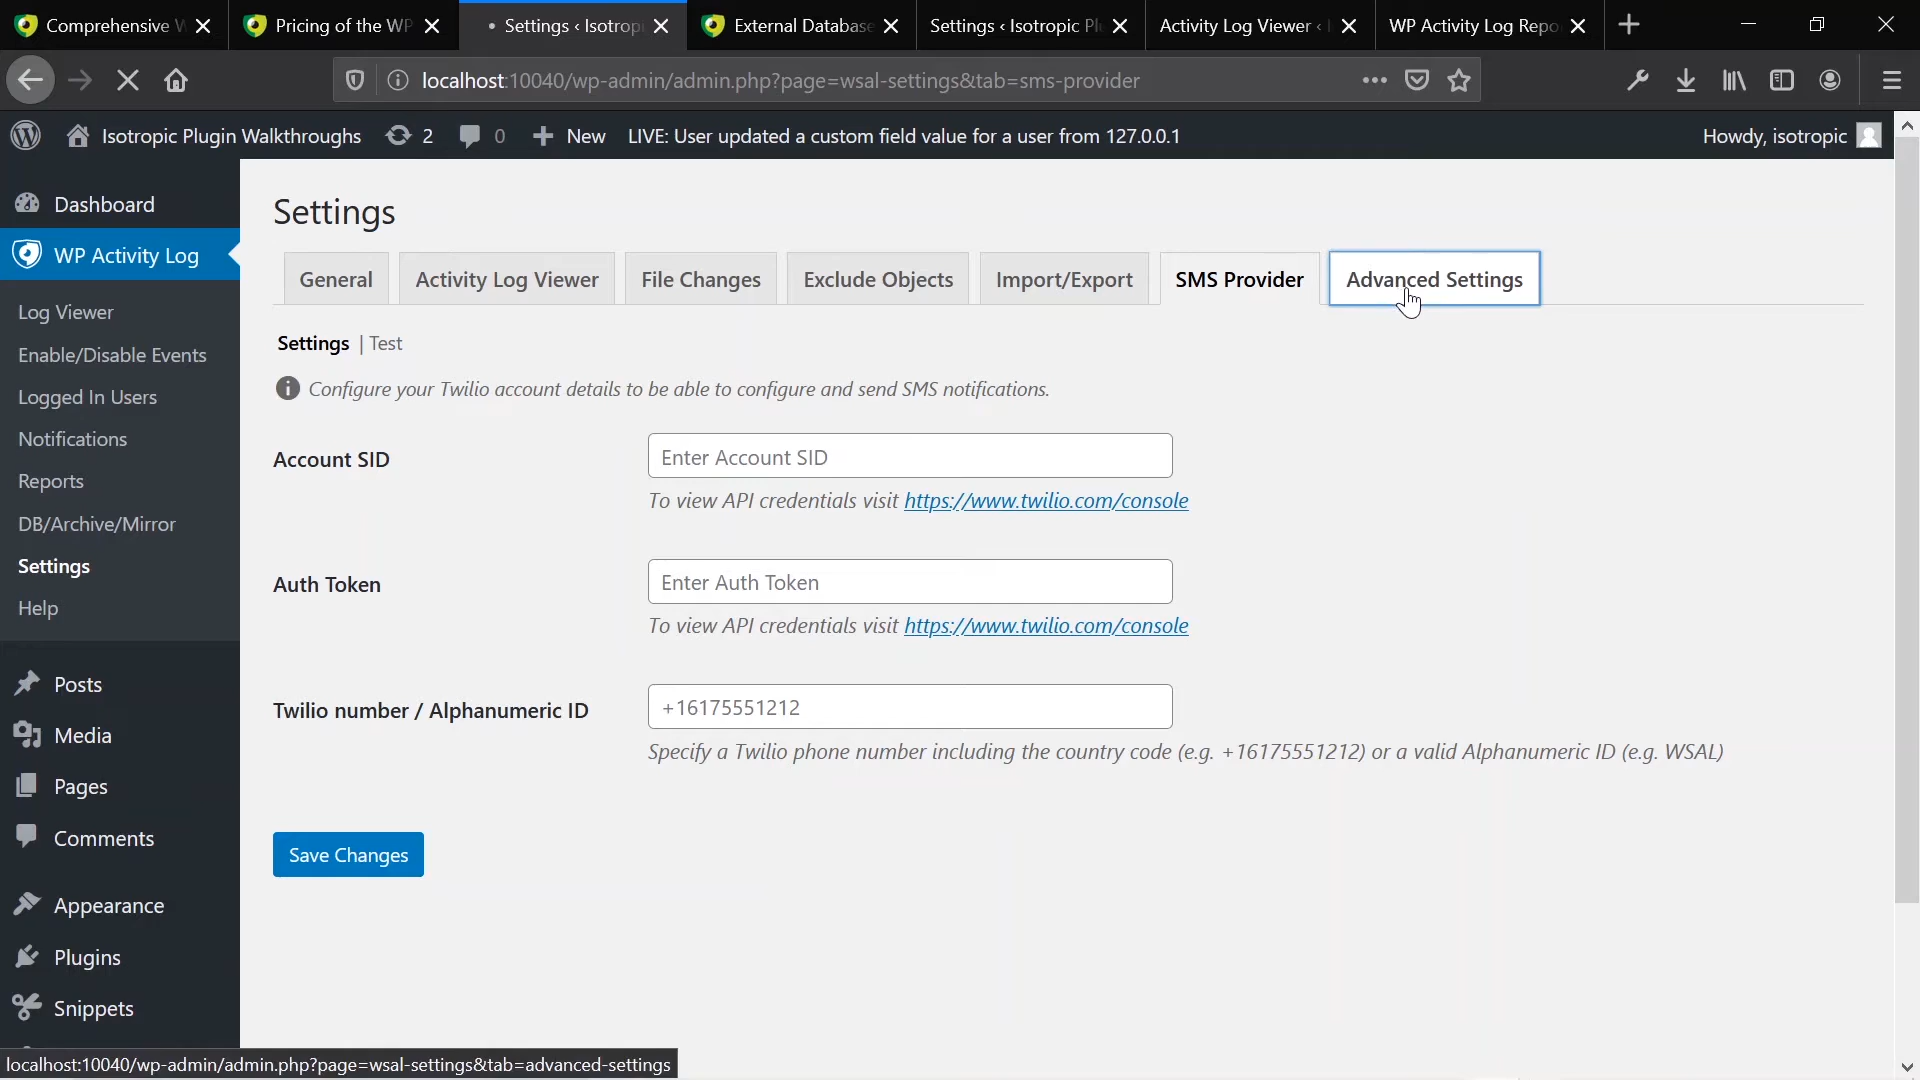 Comprehensive W
Pricing of the WP
Settings ‹ Isotrop
External Database
Settings ‹ Isotropic Pl
Activity Log Viewer ‹
WP Activity Log Repo
localhost:10040/wp-admin/admin.php?page=wsal-settings&tab=sms-provider
Isotropic Plugin Walkthroughs
2
0
New
LIVE: User updated a custom field value for a user from 127.0.0.1
Howdy, isotropic
Dashboard
WP Activity Log
Log Viewer
Enable/Disable Events
Logged In Users
Notifications
Reports
DB/Archive/Mirror
Settings
Help
Posts
Media
Pages
Comments
Appearance
Plugins
Snippets
Settings
General
Activity Log Viewer
File Changes
Exclude Objects
Import/Export
SMS Provider
Advanced Settings
Settings | Test
Configure your Twilio account details to be able to configure and send SMS notifications.
Account SID
Enter Account SID
To view API credentials visit https://www.twilio.com/console
Auth Token
Enter Auth Token
To view API credentials visit https://www.twilio.com/console
Twilio number / Alphanumeric ID
+16175551212
Specify a Twilio phone number including the country code (e.g. +16175551212) or a valid Alphanumeric ID (e.g. WSAL)
Save Changes
localhost:10040/wp-admin/admin.php?page=wsal-settings&tab=advanced-settings